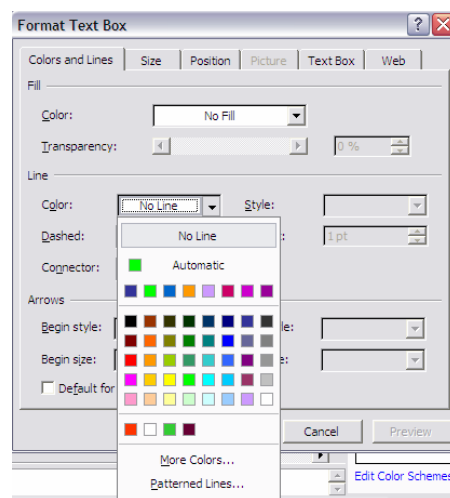 Format Text Box ?
Colors and Lines Size Position Picture Text Box Web
Fill
Color: No Fill
Transparency: 0 %
Line
Color: No Line Style:
Dashed: No Line 1 pt
Connector: Automatic
Arrows
Begin style:
Begin size:
Default for
Cancel Preview
More Colors...
Edit Color Schemes
Patterned Lines...